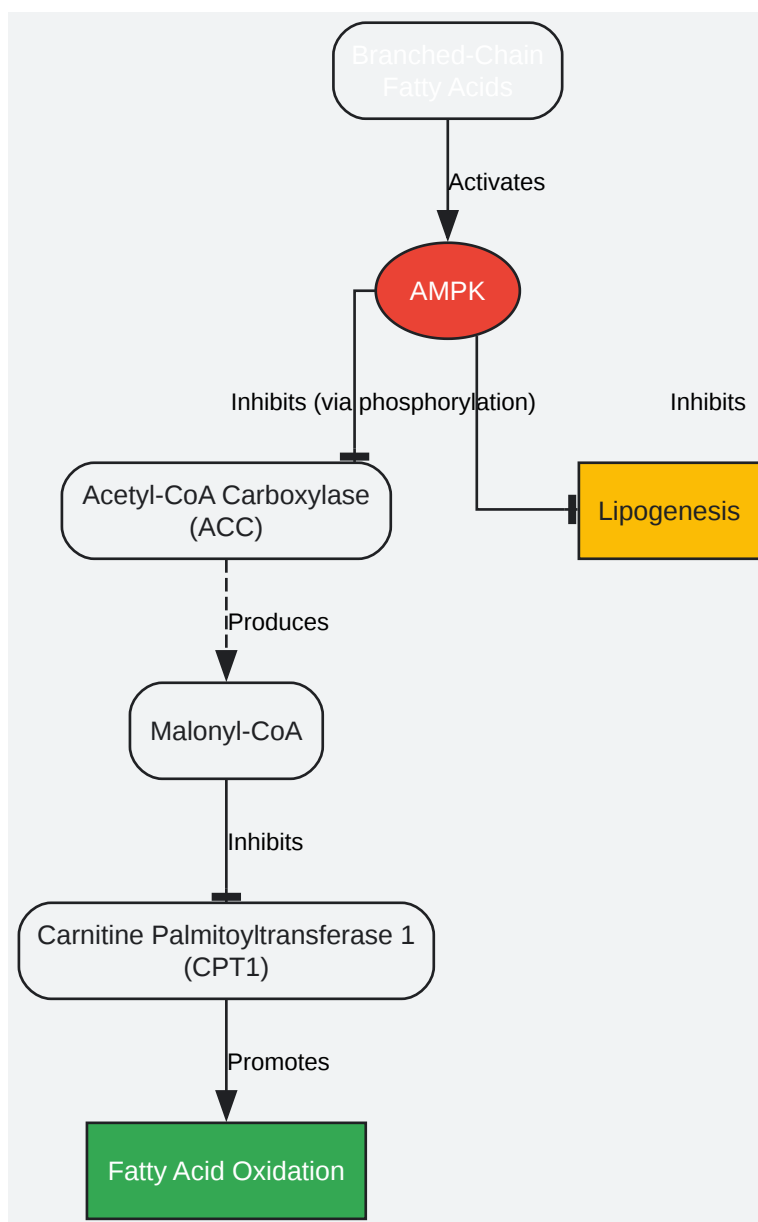 Branched-Chain
Fatty Acids
Activates
AMPK
Inhibits (via phosphorylation)
Inhibits
Acetyl-CoA Carboxylase
(ACC)
Lipogenesis
Produces
Malonyl-CoA
Inhibits
Carnitine Palmitoyltransferase 1
(CPT1)
Promotes
Fatty Acid Oxidation